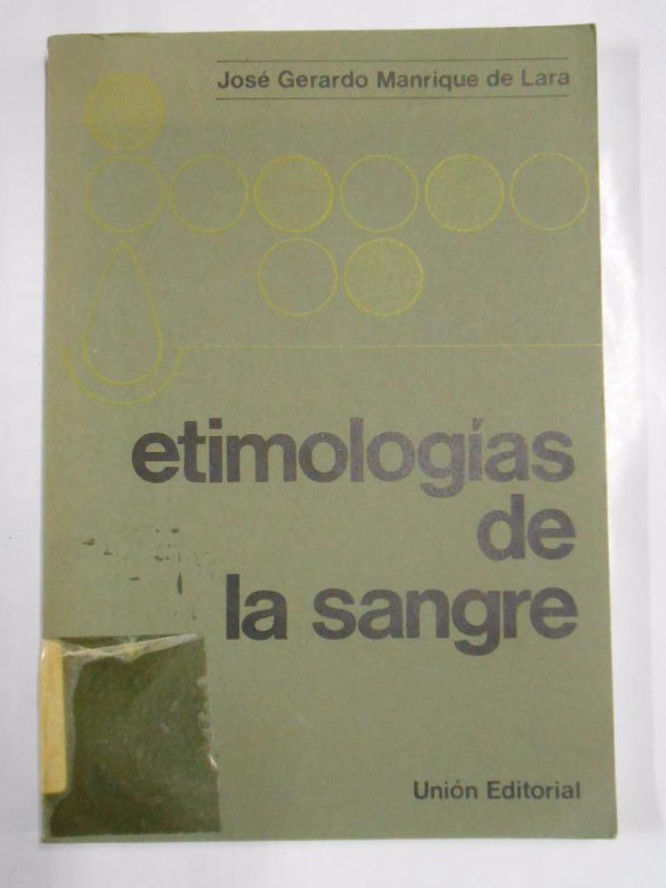 José Gerardo Manrique de Lara
etimologías
de
la sangre
Unión Editorial